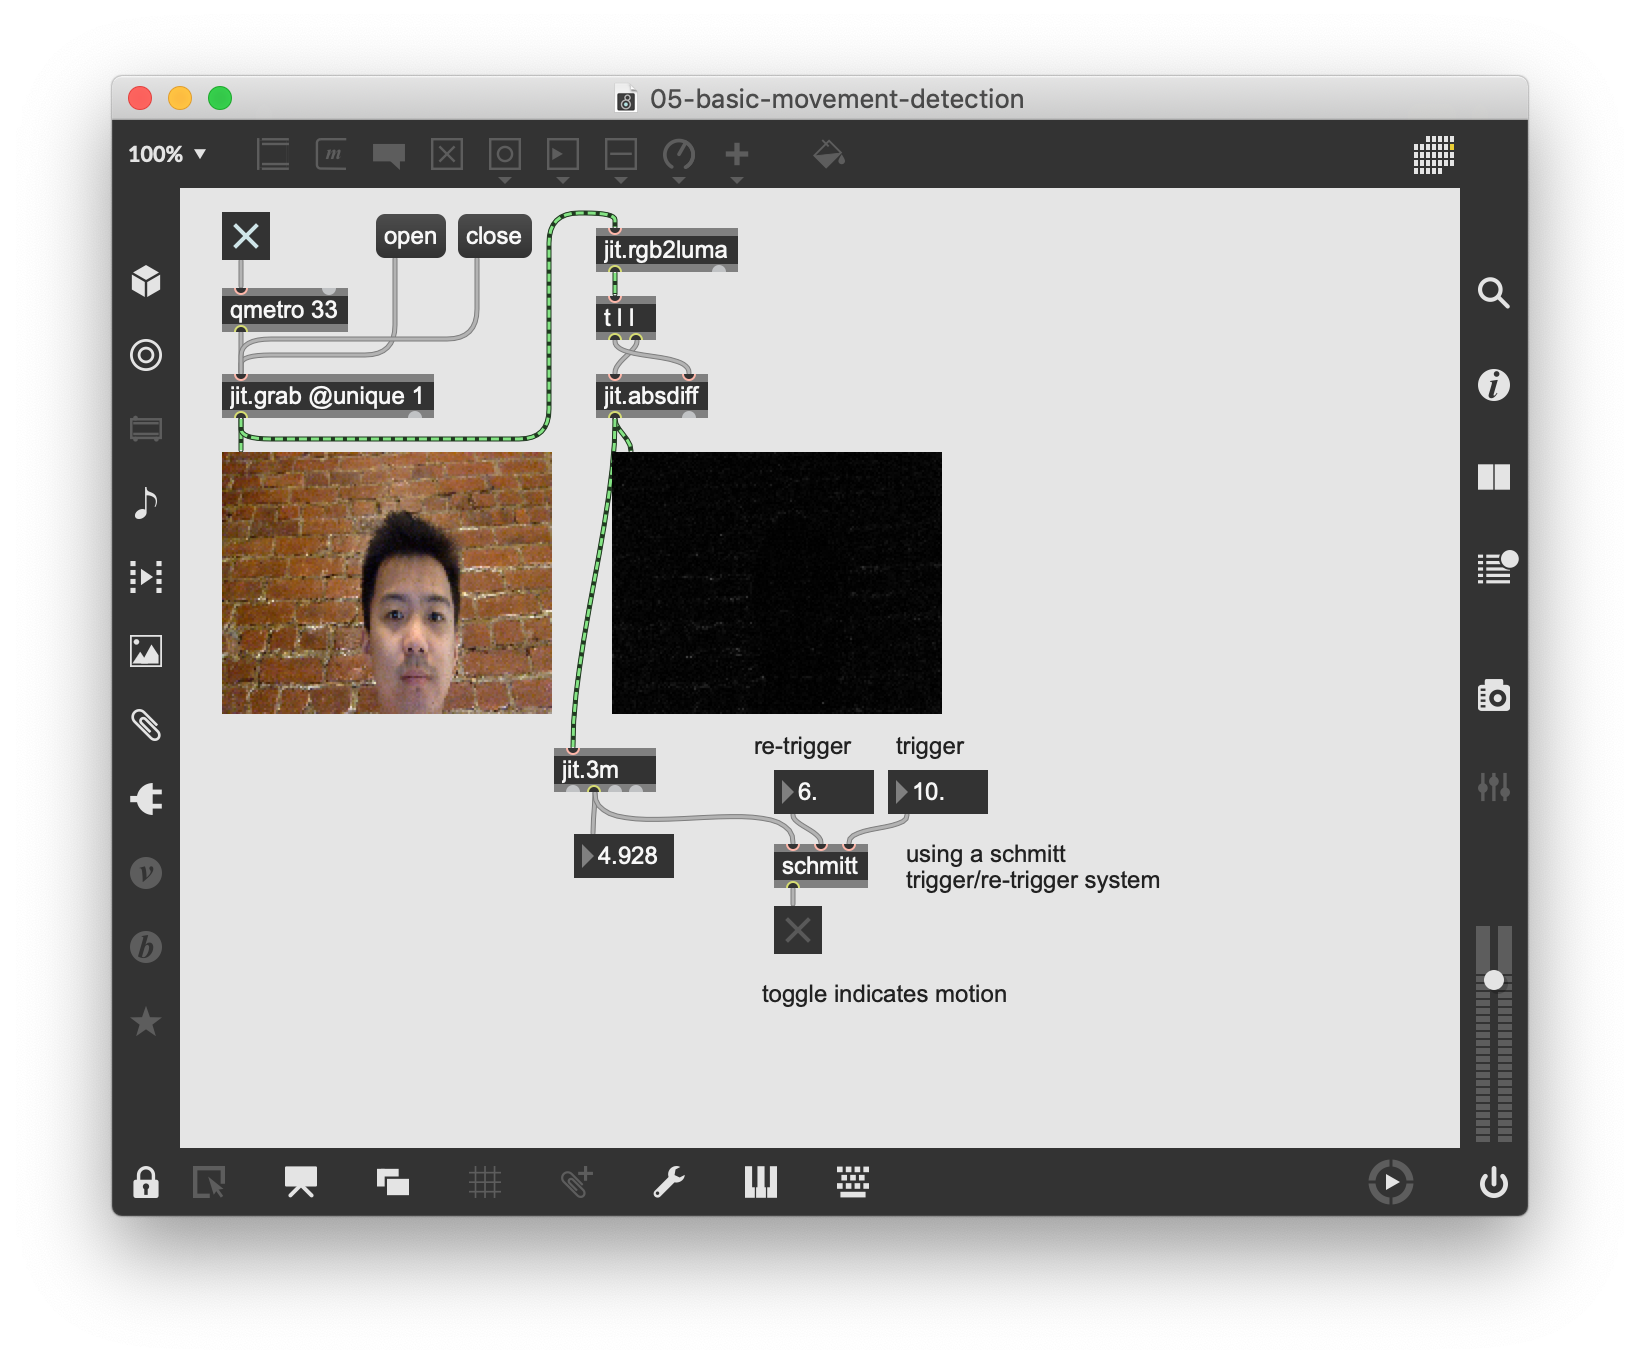 05-basic-movement-detection
100%
open
close
jit.rgb2luma
qmetro 33
t l l
jit.grab @unique 1
jit.absdiff
re-trigger
trigger
jit.3m
6.
10.
4.928
schmitt
using a schmitt
trigger/re-trigger system
toggle indicates motion